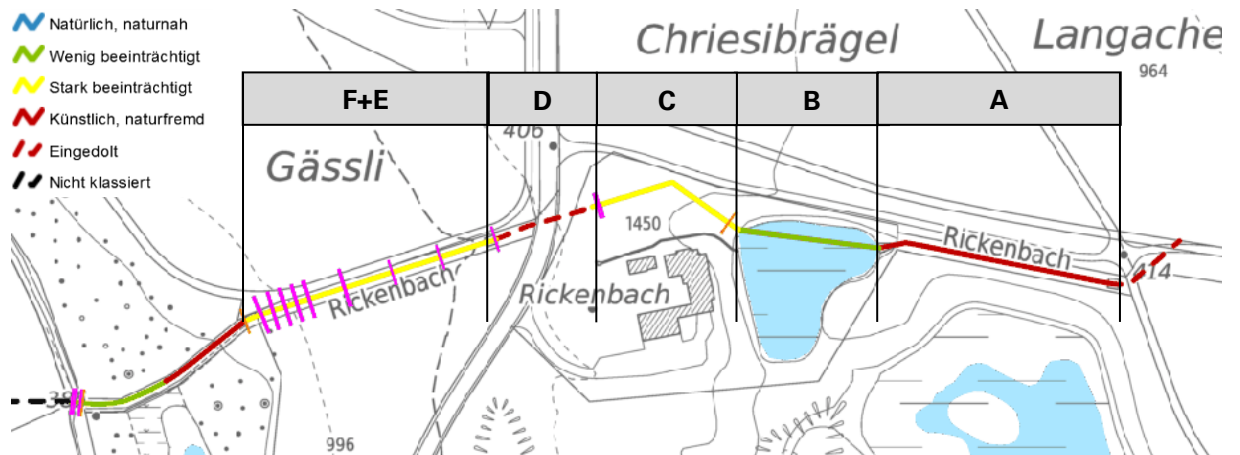 Natürlich, naturnah
Wenig beeinträchtigt
Stark beeinträchtigt
Künstlich, naturfremd
Eingedolt
Nicht klassiert
Chriesibrägel
Langache
964
F+E
D
C
B
A
406
Gässli
1450
Rickenbach
414
Rickenbach
Rickenbach
996